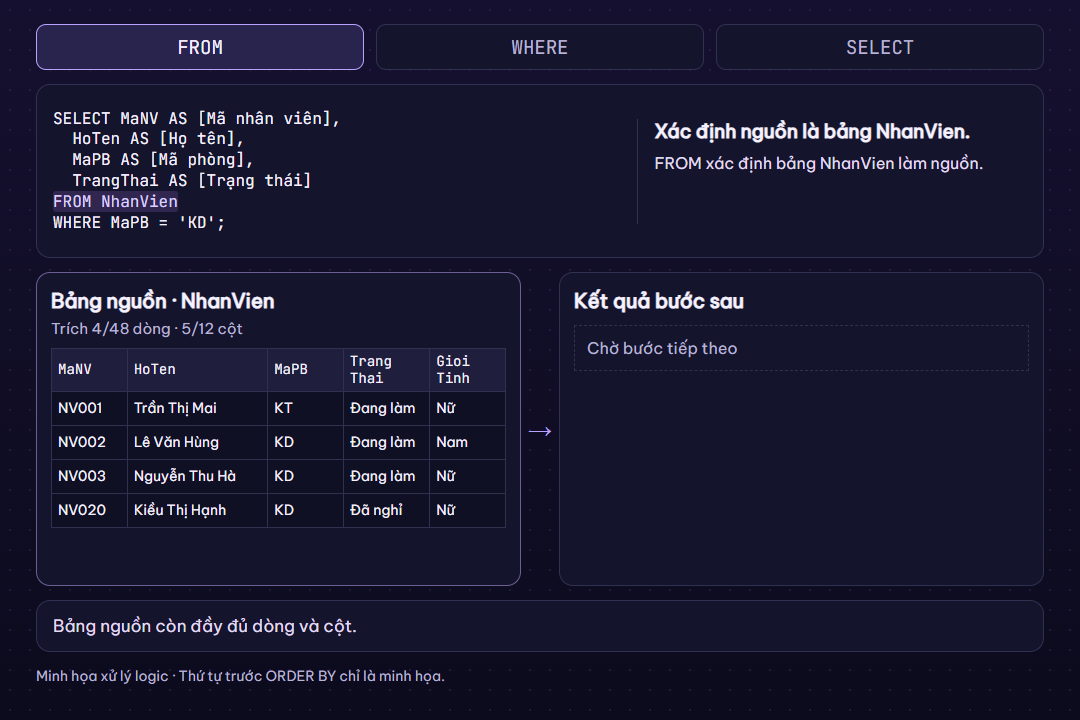 FROM
WHERE
SELECT
SELECT MaNV AS [Mã nhân viên],
HoTen AS [Họ tên],
MaPB AS [Mã phòng],
TrangThai AS [Trạng thái]
FROM NhanVien
WHERE MaPB = 'KD';
Xác định nguồn là bảng NhanVien.
FROM xác định bảng NhanVien làm nguồn.
Bảng nguồn · NhanVien
Trích 4/48 dòng · 5/12 cột
MaNV HoTen MaPB Trang Thai Gioi Tinh
NV001 Trần Thị Mai KT Đang làm Nữ
NV002 Lê Văn Hùng KD Đang làm Nam
NV003 Nguyễn Thu Hà KD Đang làm Nữ
NV020 Kiều Thị Hạnh KD Đã nghỉ Nữ
→
Kết quả bước sau
Chờ bước tiếp theo
Bảng nguồn còn đầy đủ dòng và cột.
Minh họa xử lý logic · Thứ tự trước ORDER BY chỉ là minh họa.